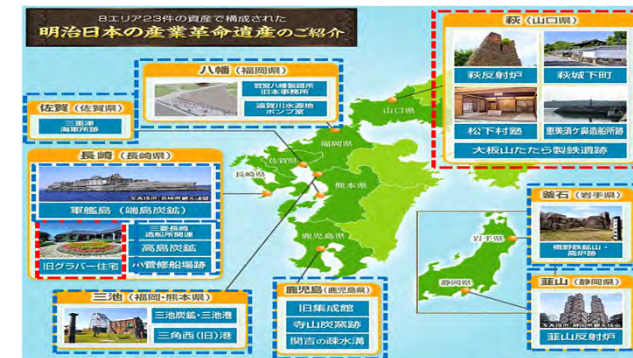 8エリア23件の資産で構成された
明治日本の産業革命遺産のご紹介
萩 (山口県)
萩反射炉
萩城下町
松下村塾
恵美須ケ鼻造船所跡
大板山たたら製鉄遺跡
八幡 (福岡県)
官営八幡製鐵所
旧本事務所
遠賀川水源地
ポンプ室
佐賀 (佐賀県)
三重津
海軍所跡
長崎 (長崎県)
軍艦島 (端島炭鉱)
旧グラバー住宅
三菱長崎
造船所関連
高島炭鉱
小菅修船場跡
山口県
福岡県
佐賀県
長崎県
熊本県
鹿児島県
三池 (福岡・熊本県)
三池炭鉱・三池港
三角西(旧)港
鹿児島 (鹿児島県)
旧集成館
寺山炭窯跡
関吉の疎水溝
岩手県
静岡県
釜石 (岩手県)
橋野鉄鉱山・
高炉跡
韮山 (静岡県)
韮山反射炉